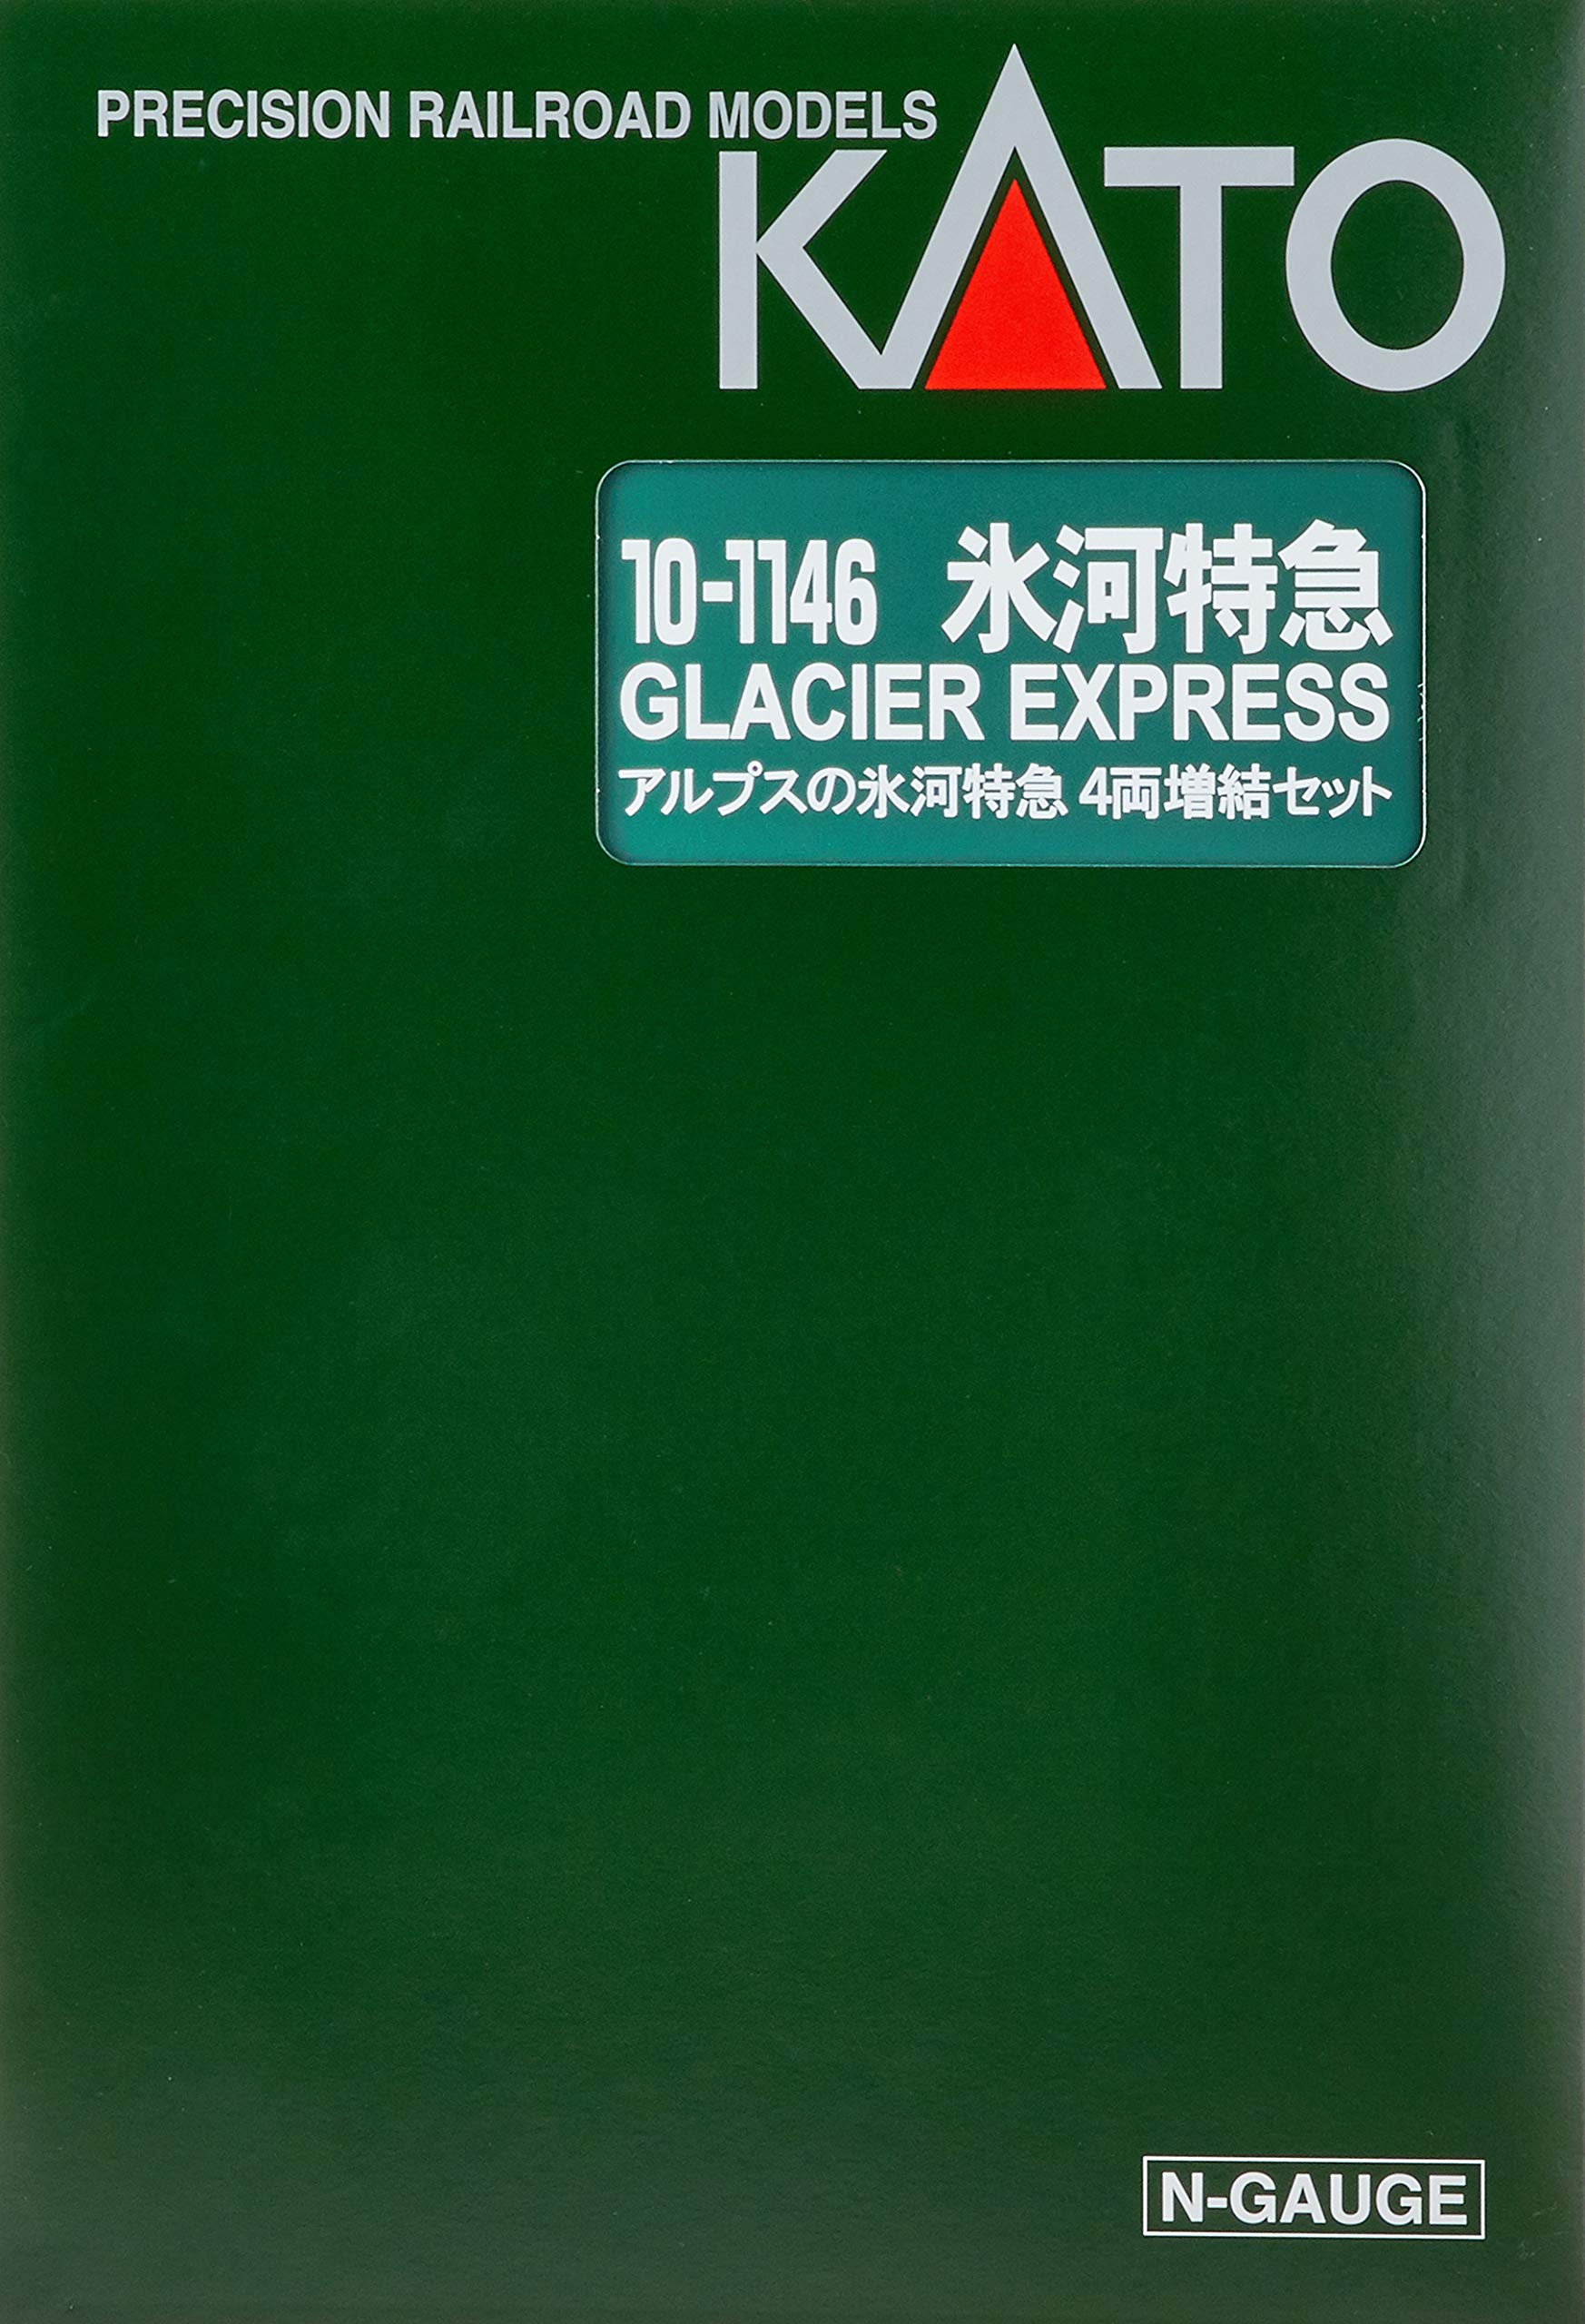 PRECISION RAILROAD MODELS
KATO
10-1146 氷河特急
GLACIER EXPRESS
アルプスの氷河特急 4両増結セット
N-GAUGE